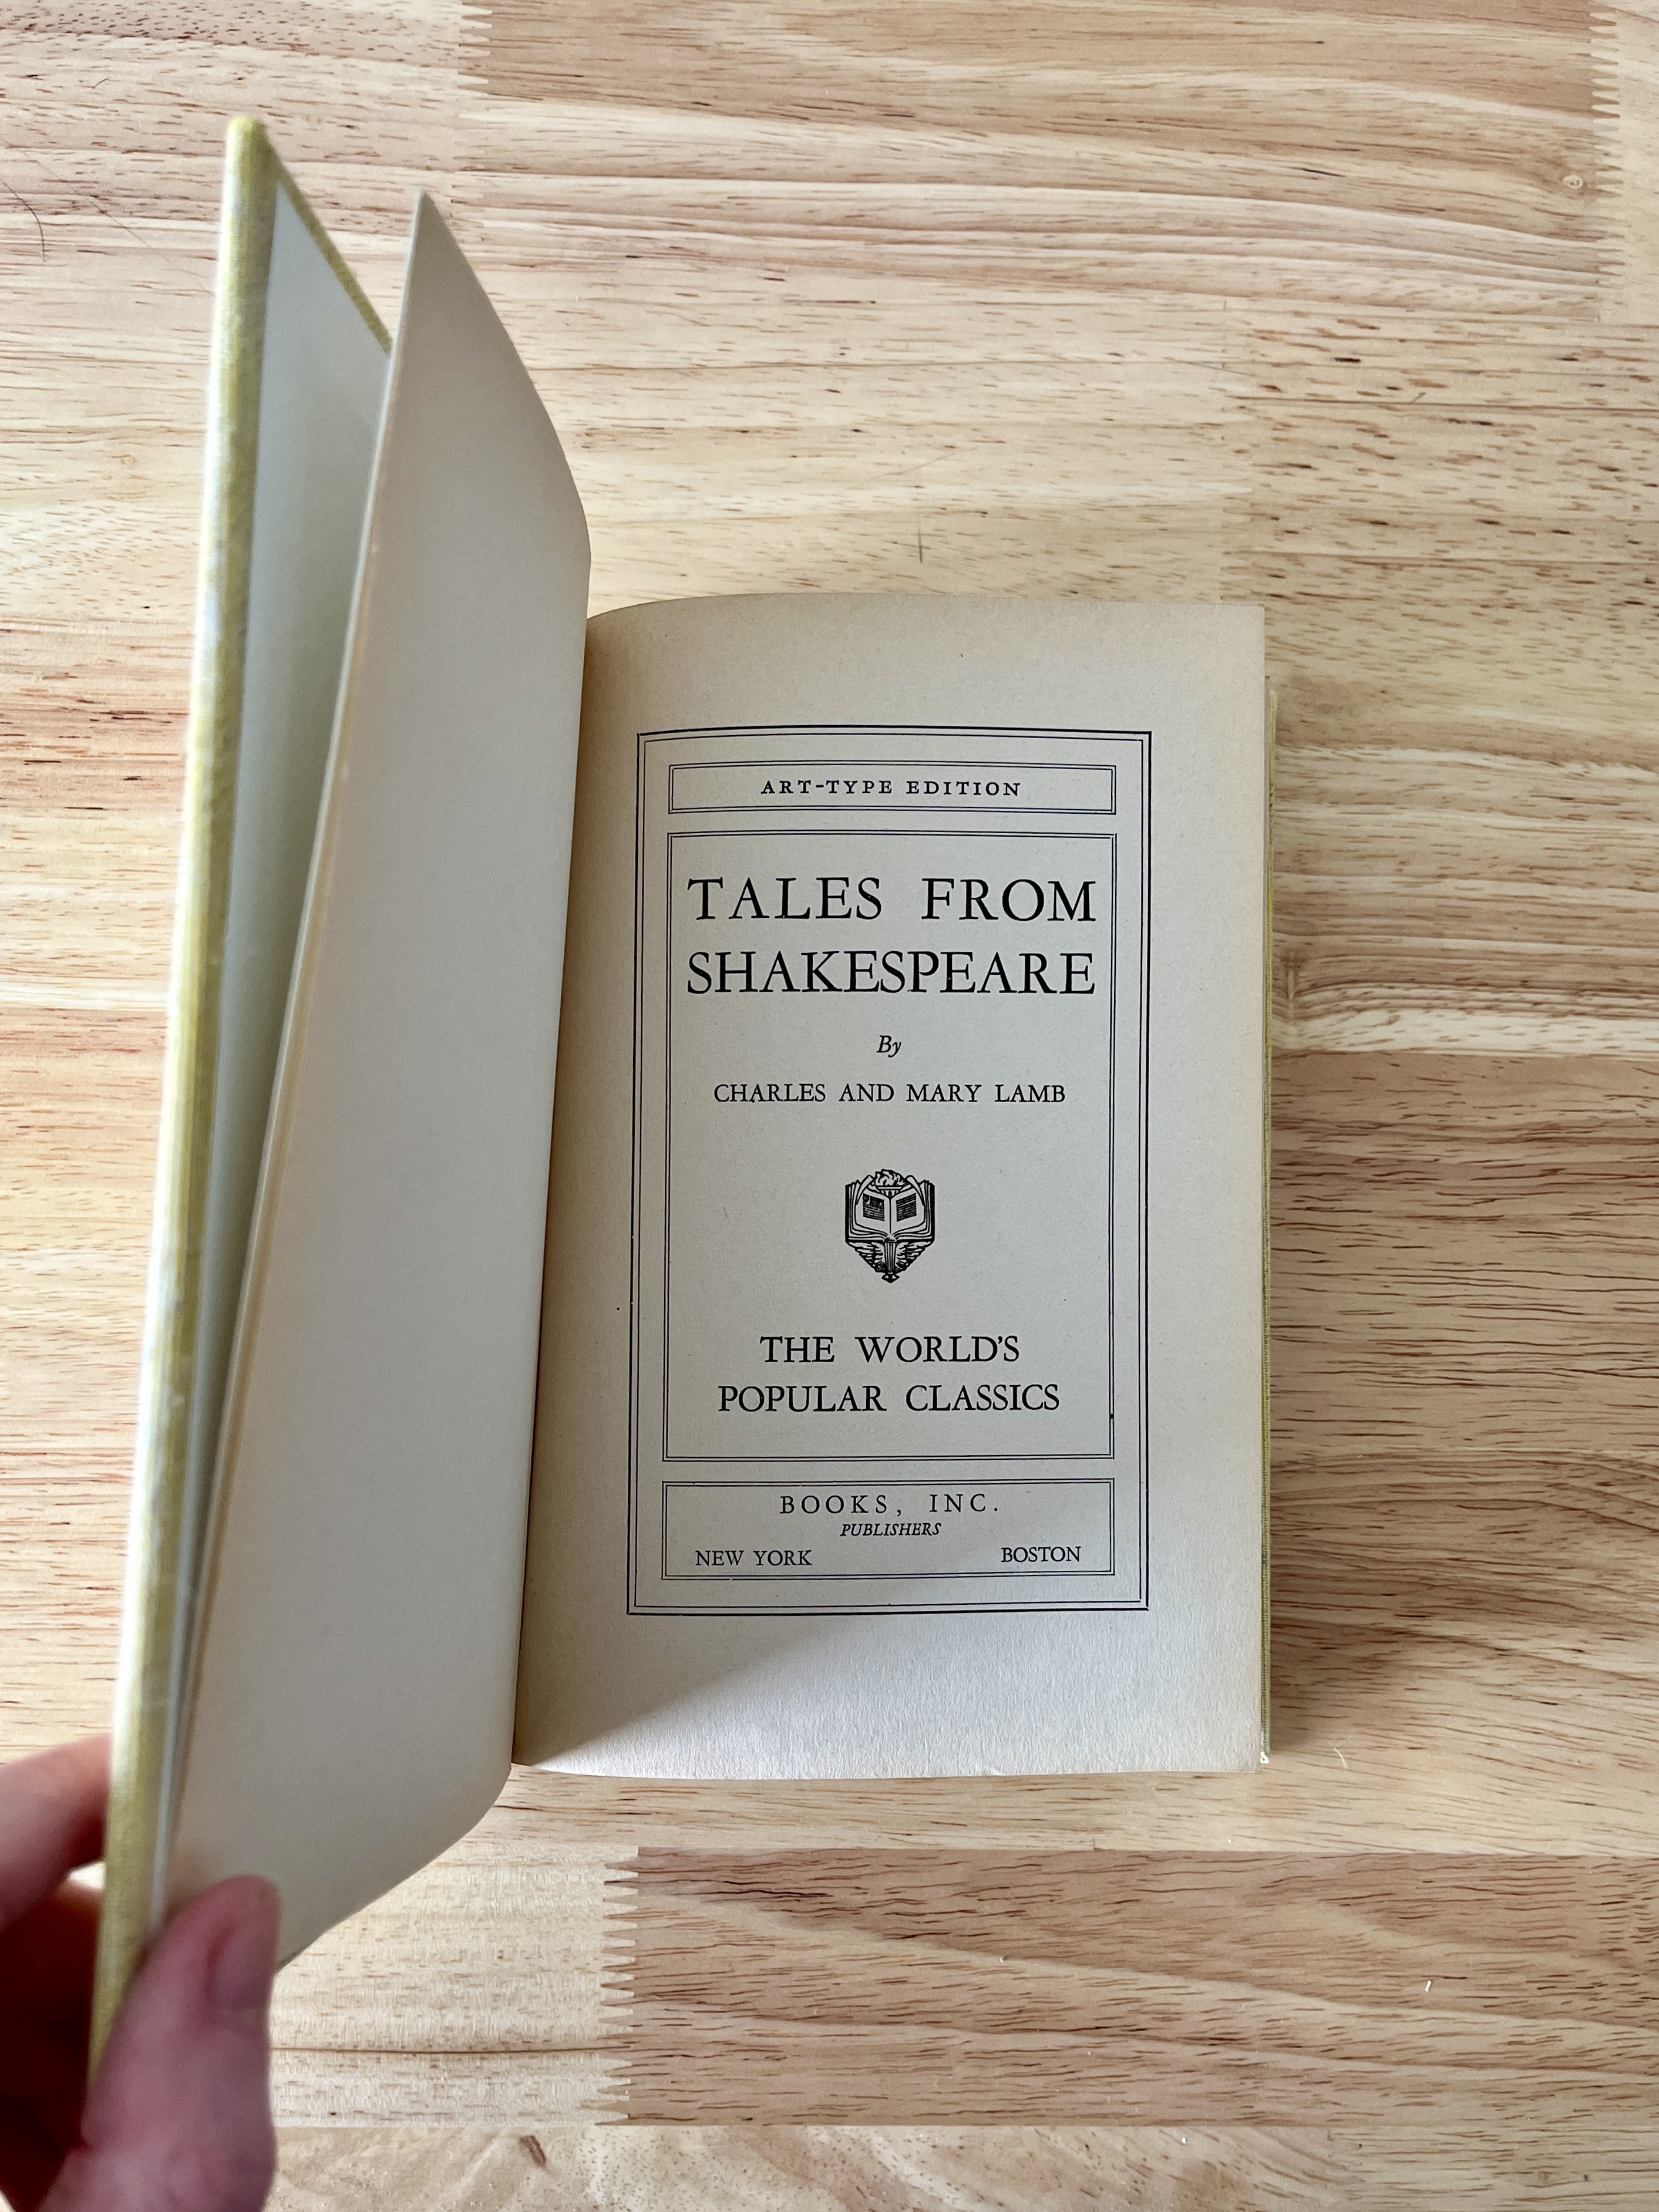 ART-TYPE EDITION
TALES FROM
SHAKESPEARE
By
CHARLES AND MARY LAMB
THE WORLD'S
POPULAR CLASSICS
BOOKS, INC.
PUBLISHERS
NEW YORK BOSTON